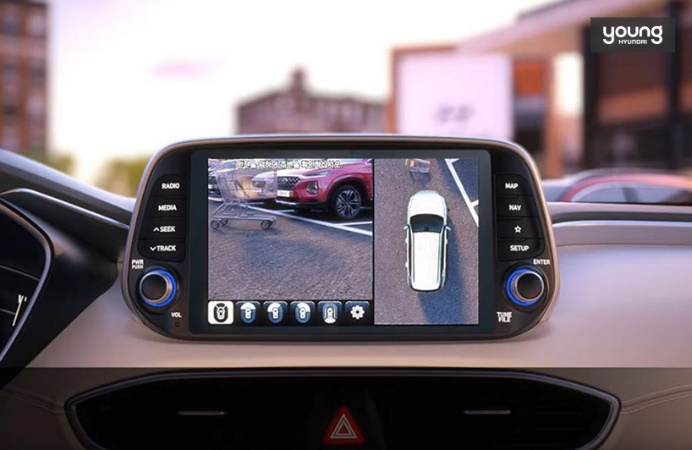 young
HYUNDAI
RADIO
MEDIA
SEEK
TRACK
PWR
PUSH
VOL
MAP
NAV
SETUP
ENTER
TUNE
FILE